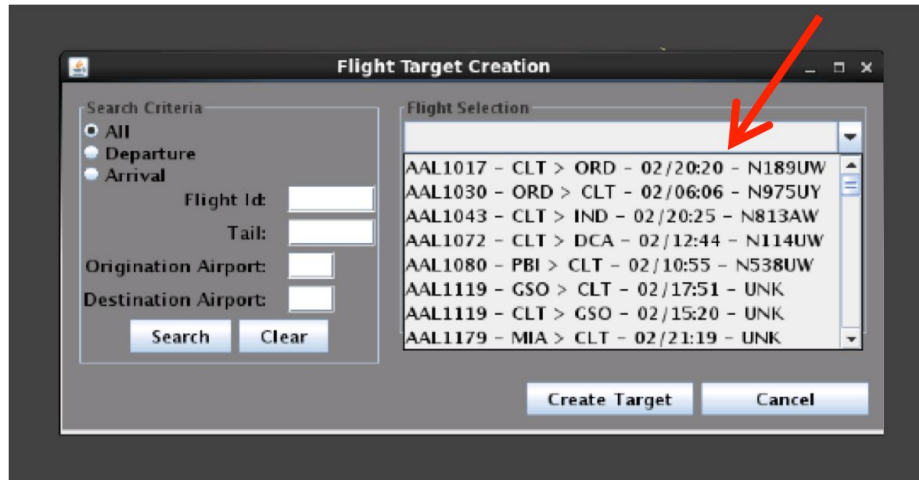 Flight Target Creation
Search Criteria
All
Departure
Arrival
Flight Id:
Tail:
Origination Airport:
Destination Airport:
Search Clear
Flight Selection
AAL1017 - CLT > ORD - 02/20:20 - N189UW
AAL1030 - ORD > CLT - 02/06:06 - N975UY
AAL1043 - CLT > IND - 02/20:25 - N813AW
AAL1072 - CLT > DCA - 02/12:44 - N114UW
AAL1080 - PBI > CLT - 02/10:55 - N538UW
AAL1119 - GSO > CLT - 02/17:51 - UNK
AAL1119 - CLT > GSO - 02/15:20 - UNK
AAL1179 - MIA > CLT - 02/21:19 - UNK
Create Target Cancel